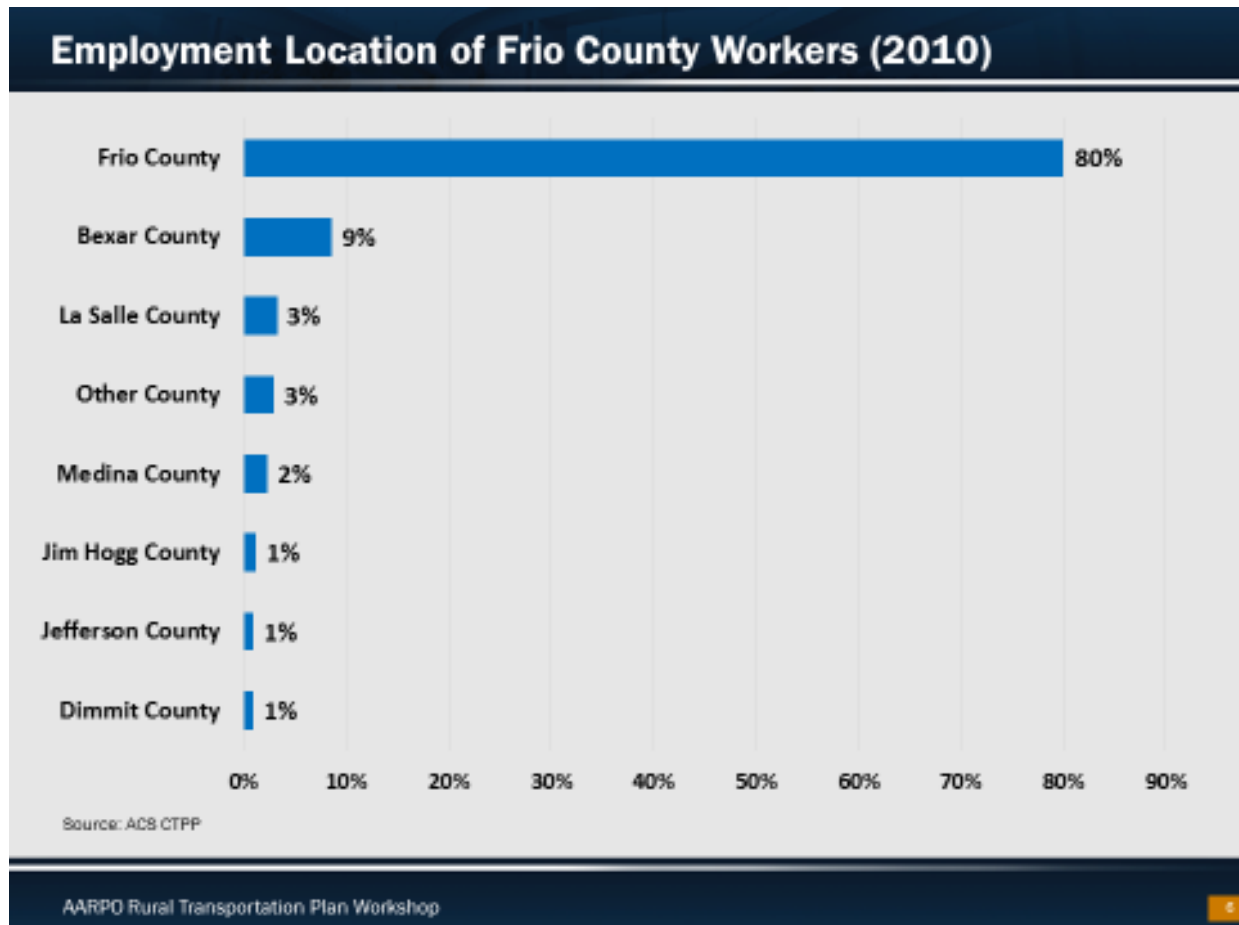 Employment Location of Frio County Workers (2010)
Frio County 80%
Bexar County 9%
La Salle County 3%
Other County 3%
Medina County 2%
Jim Hogg County 1%
Jefferson County 1%
Dimmit County 1%
0% 10% 20% 30% 40% 50% 60% 70% 80% 90%
Source: ACS CTPP
AARPO Rural Transportation Plan Workshop